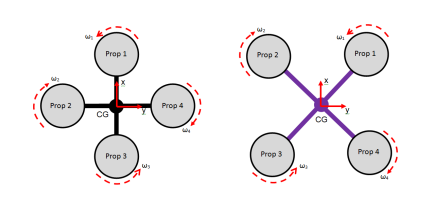 ω₁
Prop 1
x
ω₂
Prop 2
CG
y
Prop 4
ω₄
Prop 3
ω₃
ω₂
ω₁
Prop 2
Prop 1
x
y
CG
Prop 3
ω₃
Prop 4
ω₄